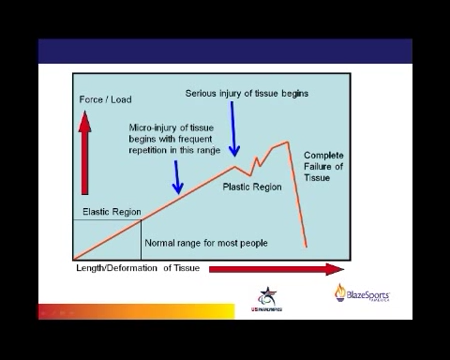 Serious injury of tissue begins
Force / Load
Micro-injury of tissue
begins with frequent
repetition in this range
Complete
Failure of
Tissue
Plastic Region
Elastic Region
Normal range for most people
Length/Deformation of Tissue
BlazeSports